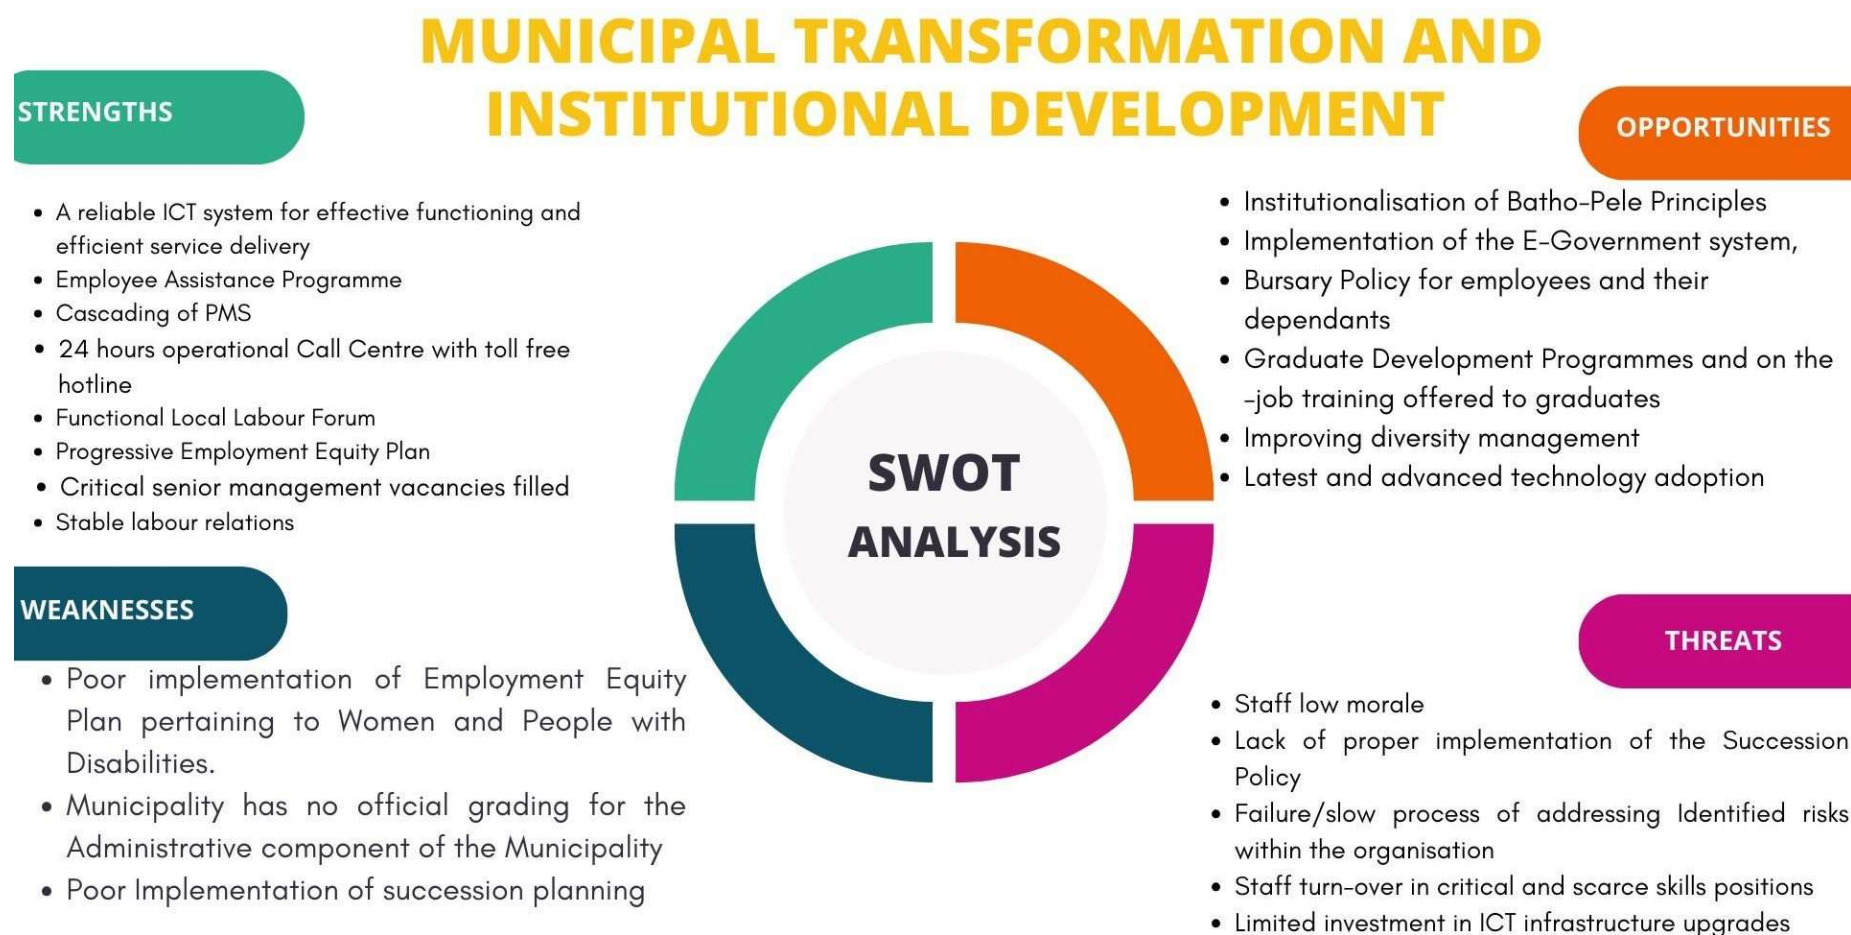 MUNICIPAL TRANSFORMATION AND
INSTITUTIONAL DEVELOPMENT
STRENGTHS
• A reliable ICT system for effective functioning and
efficient service delivery
• Employee Assistance Programme
• Cascading of PMS
• 24 hours operational Call Centre with toll free
hotline
• Functional Local Labour Forum
• Progressive Employment Equity Plan
• Critical senior management vacancies filled
• Stable labour relations
WEAKNESSES
• Poor implementation of Employment Equity
Plan pertaining to Women and People with
Disabilities.
• Municipality has no official grading for the
Administrative component of the Municipality
• Poor Implementation of succession planning
SWOT
ANALYSIS
OPPORTUNITIES
• Institutionalisation of Batho-Pele Principles
• Implementation of the E-Government system,
• Bursary Policy for employees and their
dependants
• Graduate Development Programmes and on the
-job training offered to graduates
• Improving diversity management
• Latest and advanced technology adoption
THREATS
• Staff low morale
• Lack of proper implementation of the Succession
Policy
• Failure/slow process of addressing Identified risks
within the organisation
• Staff turn-over in critical and scarce skills positions
• Limited investment in ICT infrastructure upgrades